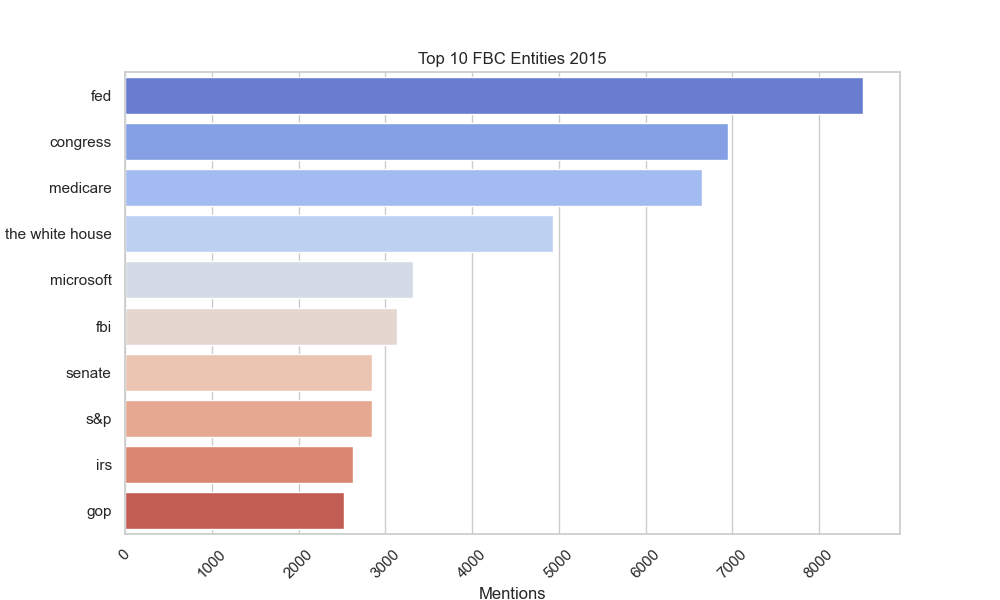 Top 10 FBC Entities 2015
fed
congress
medicare
the white house
microsoft
fbi
senate
s&p
irs
gop
0
1000
2000
3000
4000
5000
6000
7000
8000
Mentions